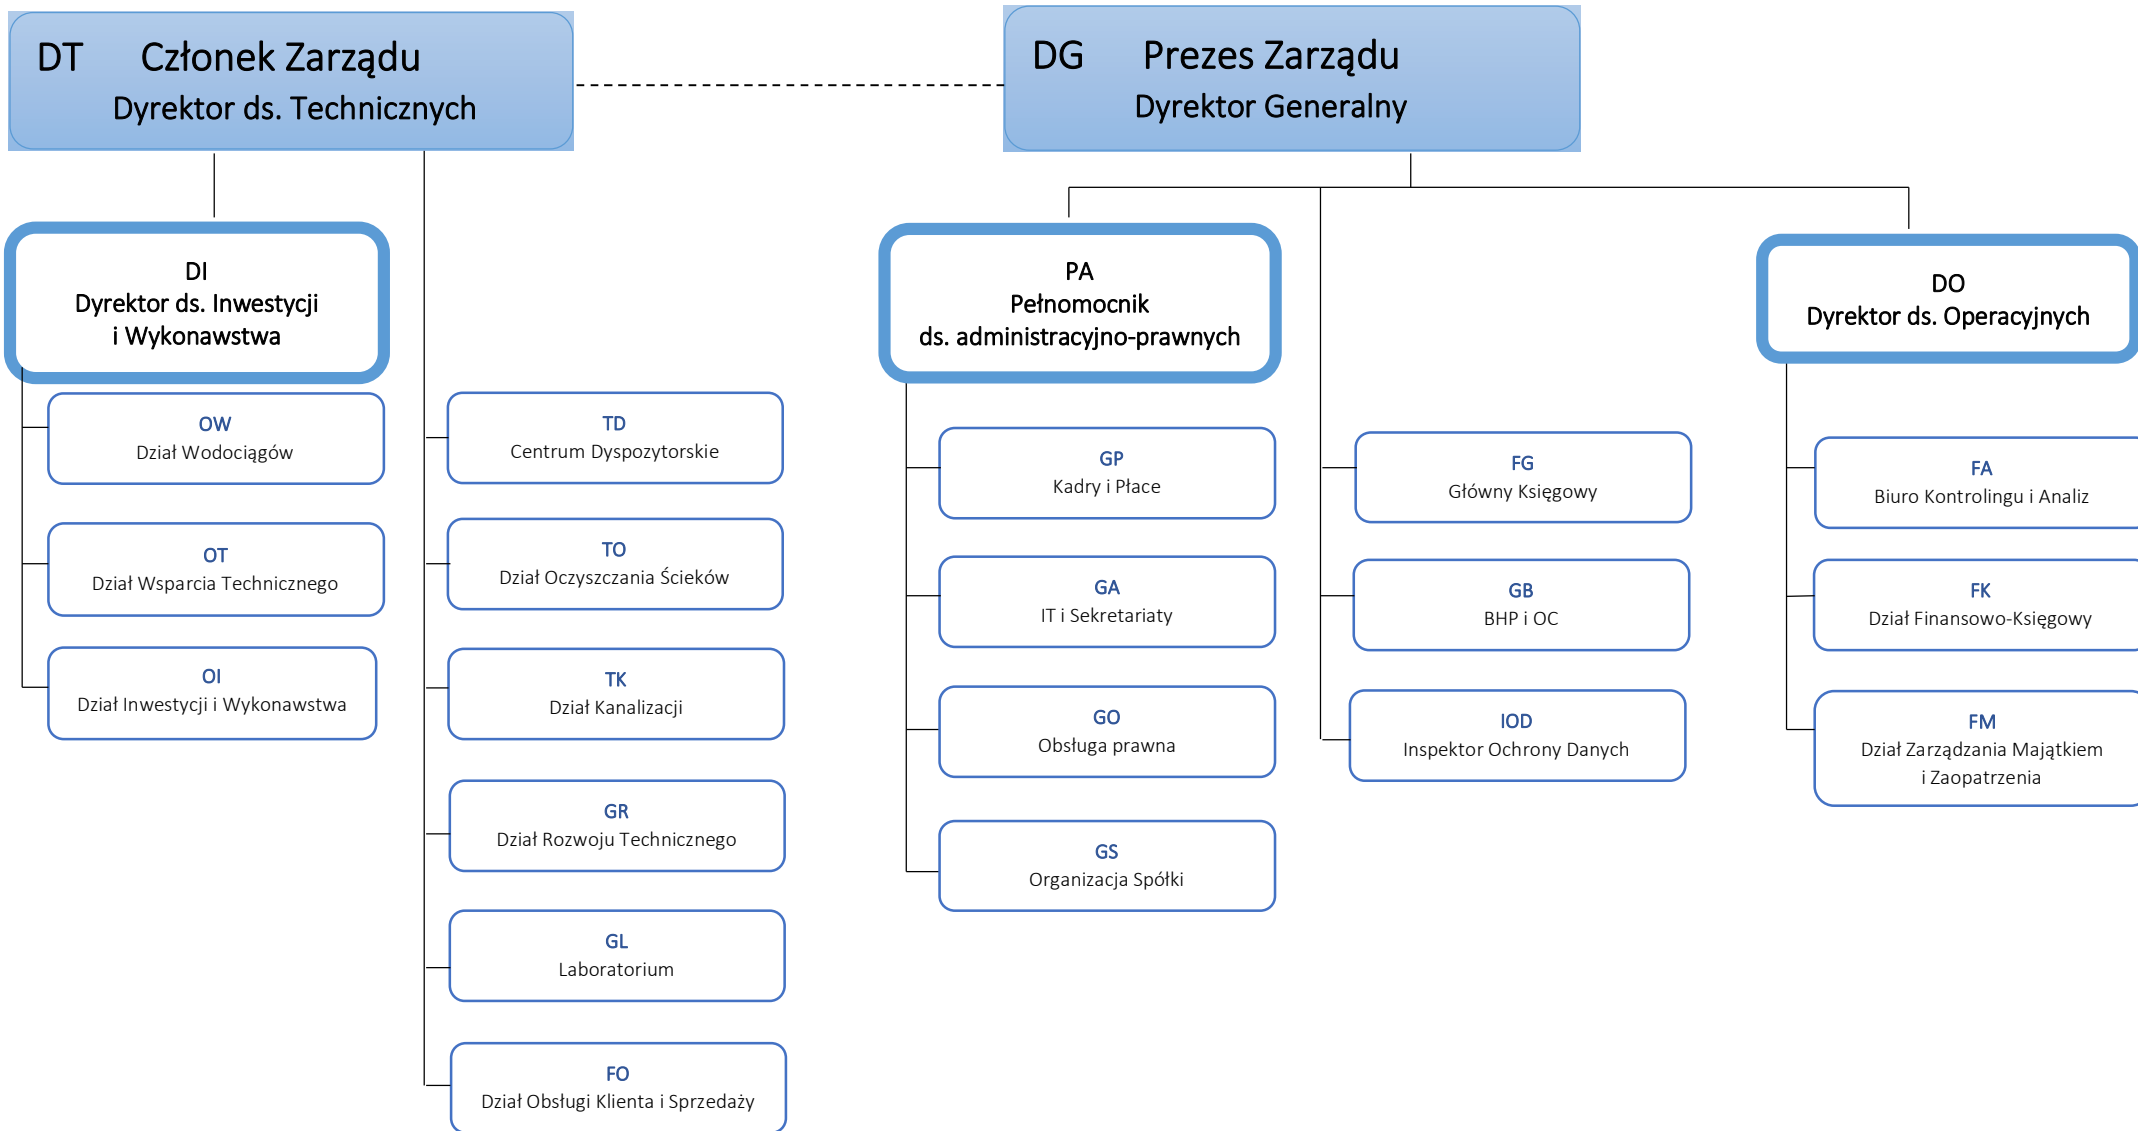 DT Członek Zarządu
Dyrektor ds. Technicznych
DG Prezes Zarządu
Dyrektor Generalny
DI
Dyrektor ds. Inwestycji
i Wykonawstwa
OW
Dział Wodociągów
OT
Dział Wsparcia Technicznego
OI
Dział Inwestycji i Wykonawstwa
TD
Centrum Dyspozytorskie
TO
Dział Oczyszczania Ścieków
TK
Dział Kanalizacji
GR
Dział Rozwoju Technicznego
GL
Laboratorium
FO
Dział Obsługi Klienta i Sprzedaży
PA
Pełnomocnik
ds. administracyjno-prawnych
GP
Kadry i Płace
GA
IT i Sekretariaty
GO
Obsługa prawna
GS
Organizacja Spółki
FG
Główny Księgowy
GB
BHP i OC
IOD
Inspektor Ochrony Danych
DO
Dyrektor ds. Operacyjnych
FA
Biuro Kontrolingu i Analiz
FK
Dział Finansowo-Księgowy
FM
Dział Zarządzania Majątkiem
i Zaopatrzenia